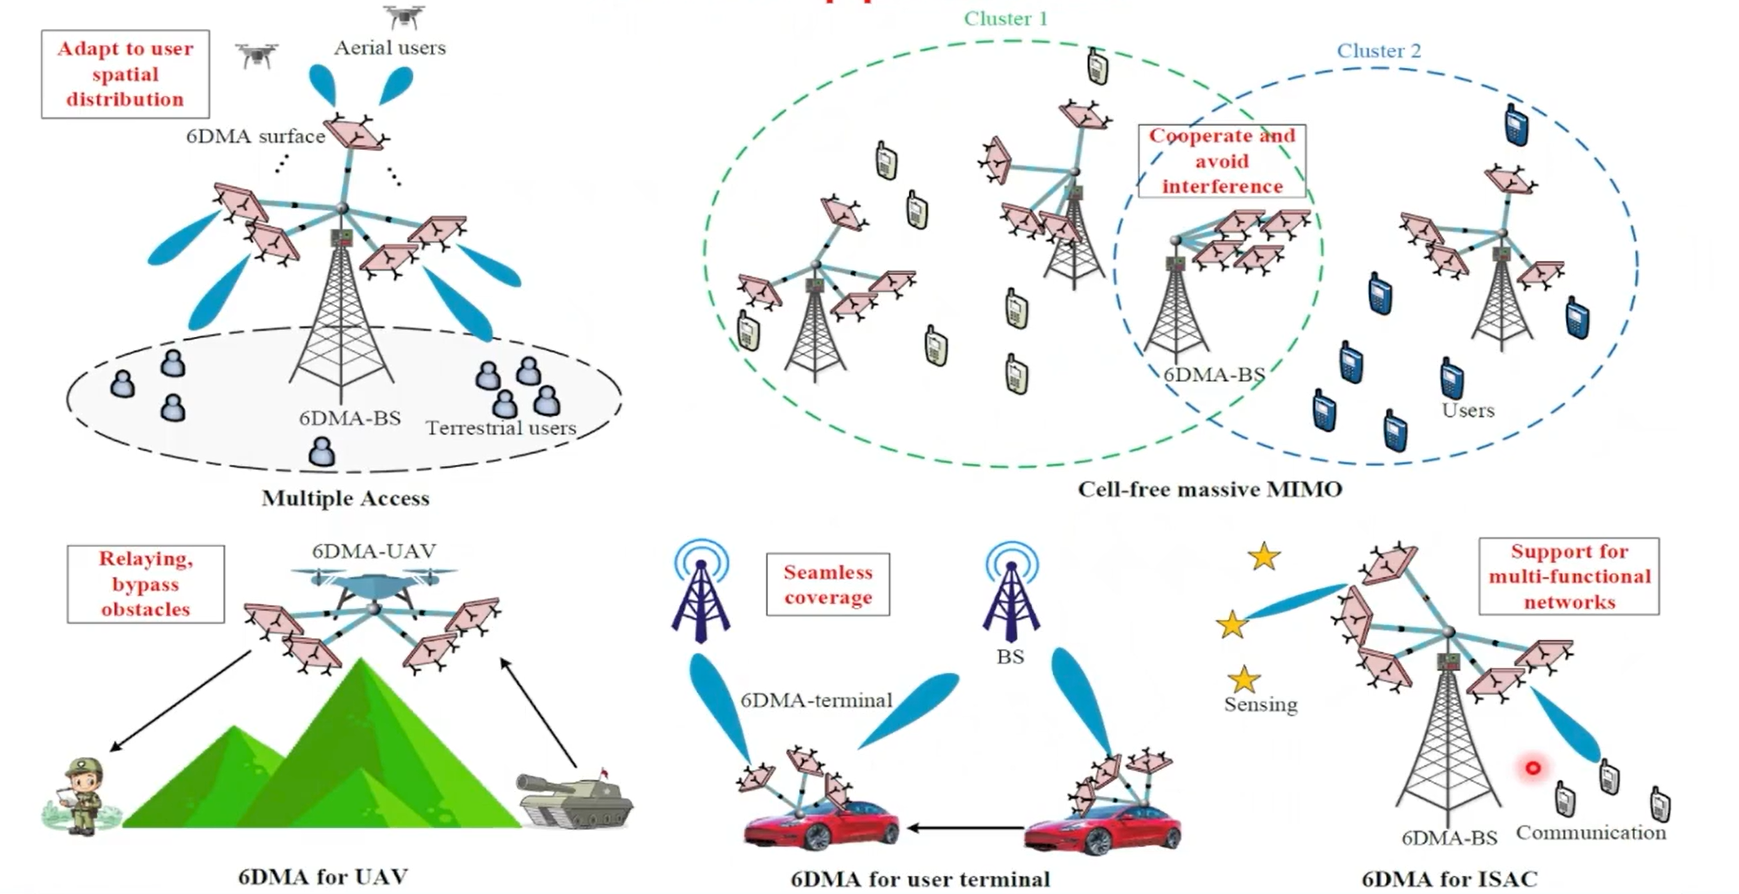 Adapt to user
spatial
distribution
Aerial users
6DMA surface
6DMA-BS
Terrestrial users
Multiple Access
Cluster 1
Cluster 2
Cooperate and
avoid
interference
6DMA-BS
Users
Cell-free massive MIMO
Relaying,
bypass
obstacles
6DMA-UAV
6DMA for UAV
Seamless
coverage
BS
6DMA-terminal
6DMA for user terminal
Support for
multi-functional
networks
Sensing
6DMA-BS
Communication
6DMA for ISAC